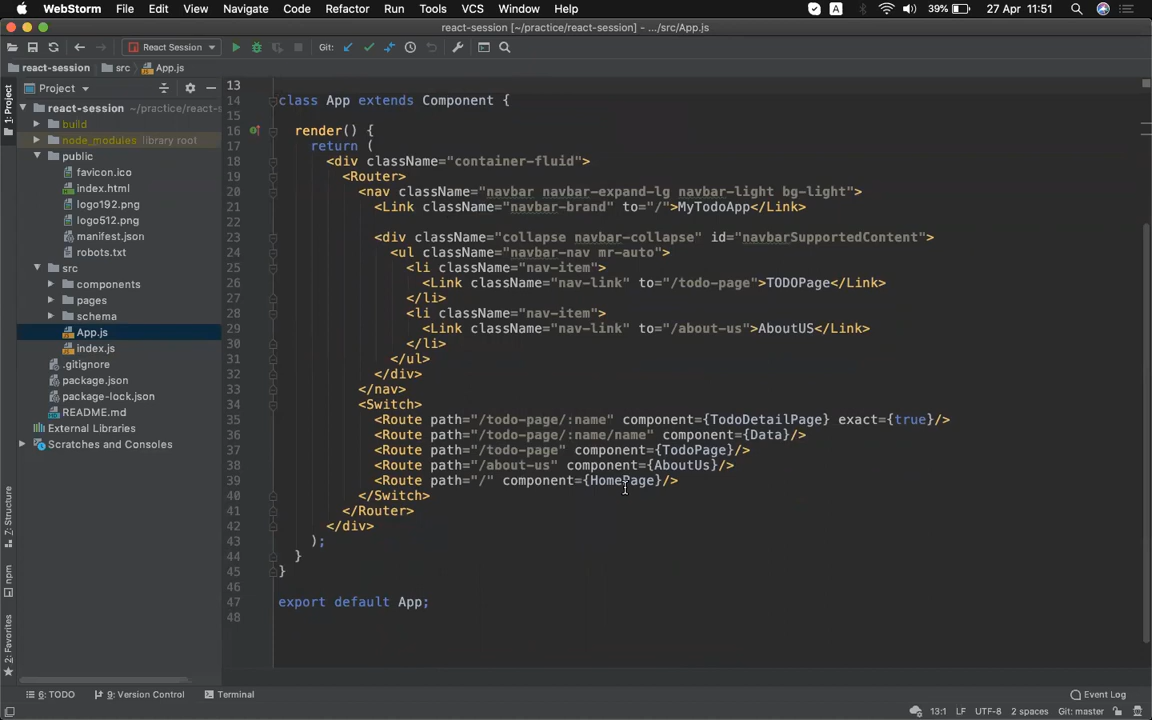 WebStorm File Edit View Navigate Code Refactor Run Tools VCS Window Help A 39% 27 Apr 11:51
react-session [~/practice/react-session] - .../src/App.js
React Session Git:
react-session src App.js
1: Project
Project
react-session ~/practice/react-s
build
node_modules library root
public
favicon.ico
index.html
logo192.png
logo512.png
manifest.json
robots.txt
src
components
pages
schema
App.js
index.js
.gitignore
package.json
package-lock.json
README.md
External Libraries
Scratches and Consoles
7: Structure
npm
2: Favorites
13
14 class App extends Component {
15
16 render() {
17 return (
18 <div className="container-fluid">
19 <Router>
20 <nav className="navbar navbar-expand-lg navbar-light bg-light">
21 <Link className="navbar-brand" to="/">MyTodoApp</Link>
22
23 <div className="collapse navbar-collapse" id="navbarSupportedContent">
24 <ul className="navbar-nav mr-auto">
25 <li className="nav-item">
26 <Link className="nav-link" to="/todo-page">TODOPage</Link>
27 </li>
28 <li className="nav-item">
29 <Link className="nav-link" to="/about-us">AboutUS</Link>
30 </li>
31 </ul>
32 </div>
33 </nav>
34 <Switch>
35 <Route path="/todo-page/:name" component={TodoDetailPage} exact={true}/>
36 <Route path="/todo-page/:name/name" component={Data}/>
37 <Route path="/todo-page" component={TodoPage}/>
38 <Route path="/about-us" component={AboutUs}/>
39 <Route path="/" component={HomePage}/>
40 </Switch>
41 </Router>
42 </div>
43 );
44 }
45 }
46
47 export default App;
48
6: TODO 9: Version Control Terminal Event Log
13:1 LF UTF-8 2 spaces Git: master